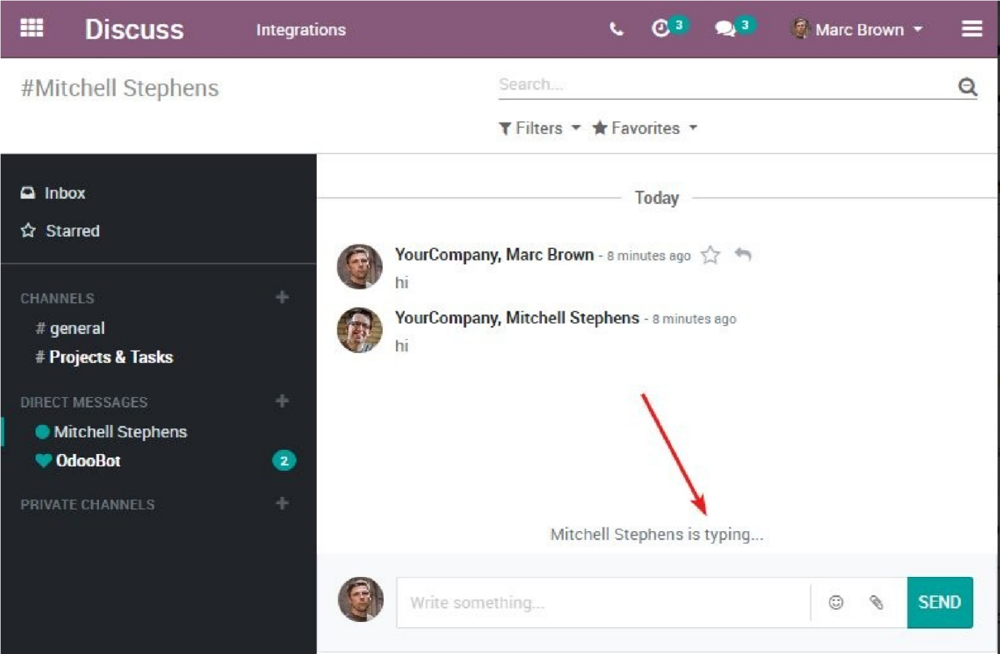 Discuss Integrations 3 3 Marc Brown
#Mitchell Stephens Search...
Filters Favorites
Inbox
Starred
CHANNELS +
# general
# Projects & Tasks
DIRECT MESSAGES +
Mitchell Stephens
OdooBot 2
PRIVATE CHANNELS +
Today
YourCompany, Marc Brown - 8 minutes ago
hi
YourCompany, Mitchell Stephens - 8 minutes ago
hi
Mitchell Stephens is typing...
Write something... SEND